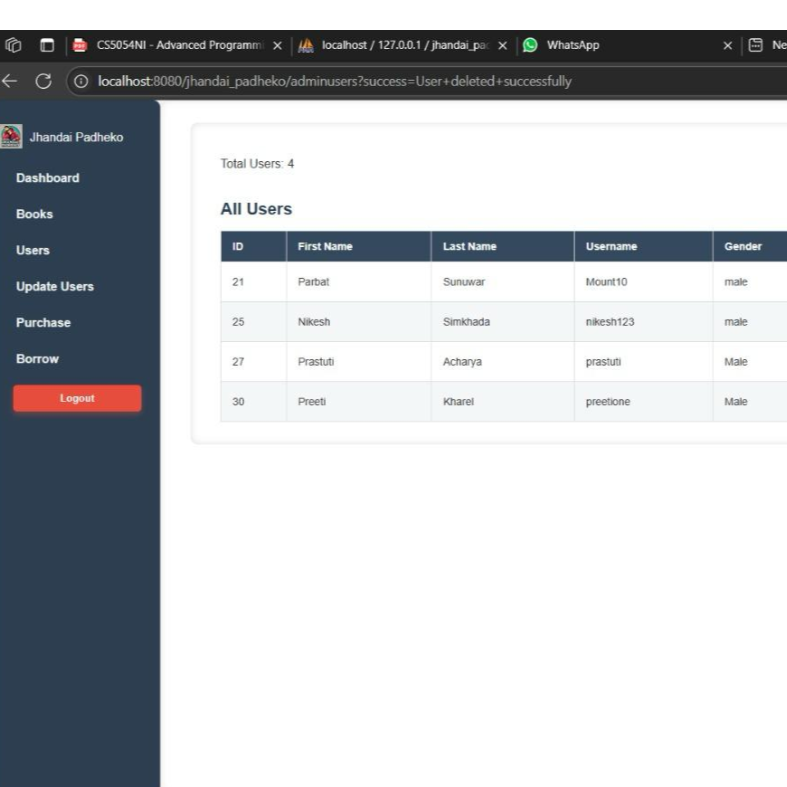 CS5054NI - Advanced Programmi
localhost / 127.0.0.1 / jhandai_pac
WhatsApp
Ne
localhost:8080/jhandai_padheko/adminusers?success=User+deleted+successfully
Jhandai Padheko
Dashboard
Books
Users
Update Users
Purchase
Borrow
Logout
Total Users: 4
All Users
ID First Name Last Name Username Gender
21 Parbat Sunuwar Mount10 male
25 Nikesh Simkhada nikesh123 male
27 Prastuti Acharya prastuti Male
30 Preeti Kharel preetione Male